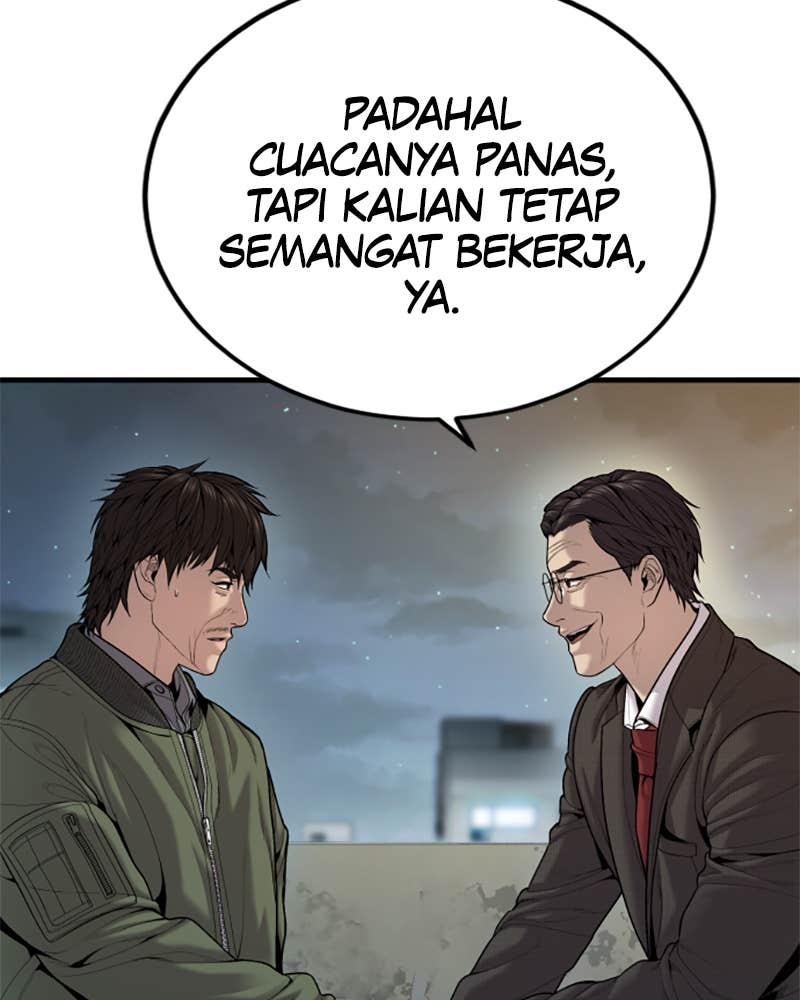 PADAHAL
CUACANYA PANAS,
TAPI KALIAN TETAP
SEMANGAT BEKERJA,
YA.